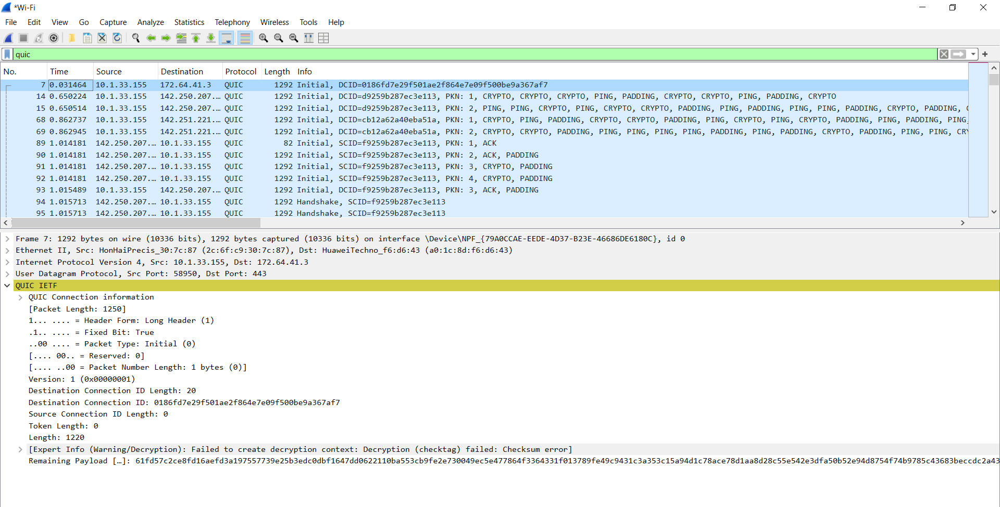 *Wi-Fi
File Edit View Go Capture Analyze Statistics Telephony Wireless Tools Help
quic
No. Time Source Destination Protocol Length Info
7 0.031464 10.1.33.155 172.64.41.3 QUIC 1292 Initial, DCID=0186fd7e29f501ae2f864e7e09f500be9a367af7
14 0.650224 10.1.33.155 142.250.207.… QUIC 1292 Initial, DCID=d9259b287ec3e113, PKN: 1, CRYPTO, CRYPTO, CRYPTO, PING, PADDING, CRYPTO, CRYPTO, PING, PADDING, CRYPTO
15 0.650514 10.1.33.155 142.250.207.… QUIC 1292 Initial, DCID=d9259b287ec3e113, PKN: 2, PING, PING, CRYPTO, PING, CRYPTO, CRYPTO, PADDING, PING, PADDING, PING, PING, PADDING, CRYPTO, PADDING,
68 0.862737 10.1.33.155 142.251.221.… QUIC 1292 Initial, DCID=cb12a62a40eba51a, PKN: 1, CRYPTO, PING, PADDING, CRYPTO, CRYPTO, PADDING, PING, CRYPTO, PING, CRYPTO, PADDING, PING, PADDING, PING,
69 0.862945 10.1.33.155 142.251.221.… QUIC 1292 Initial, DCID=cb12a62a40eba51a, PKN: 2, CRYPTO, CRYPTO, PADDING, PING, PING, PING, PING, PADDING, PING, PADDING, CRYPTO, PADDING, PING, PING, CRY
89 1.014181 142.250.207.… 10.1.33.155 QUIC 82 Initial, SCID=f9259b287ec3e113, PKN: 1, ACK
90 1.014181 142.250.207.… 10.1.33.155 QUIC 1292 Initial, SCID=f9259b287ec3e113, PKN: 2, ACK, PADDING
91 1.014181 142.250.207.… 10.1.33.155 QUIC 1292 Initial, SCID=f9259b287ec3e113, PKN: 3, CRYPTO, PADDING
92 1.014181 142.250.207.… 10.1.33.155 QUIC 1292 Initial, SCID=f9259b287ec3e113, PKN: 4, CRYPTO, PADDING
93 1.015489 10.1.33.155 142.250.207.… QUIC 1292 Initial, DCID=f9259b287ec3e113, PKN: 3, ACK, PADDING
94 1.015713 142.250.207.… 10.1.33.155 QUIC 1292 Handshake, SCID=f9259b287ec3e113
95 1.015713 142.250.207.… 10.1.33.155 QUIC 1292 Handshake, SCID=f9259b287ec3e113
Frame 7: 1292 bytes on wire (10336 bits), 1292 bytes captured (10336 bits) on interface \Device\NPF_{79A0CCAE-EEDE-4D37-B23E-46686DE6180C}, id 0
Ethernet II, Src: HonHaiPrecis_30:7c:87 (2c:6f:c9:30:7c:87), Dst: HuaweiTechno_f6:d6:43 (a0:1c:8d:f6:d6:43)
Internet Protocol Version 4, Src: 10.1.33.155, Dst: 172.64.41.3
User Datagram Protocol, Src Port: 58950, Dst Port: 443
QUIC IETF
QUIC Connection information
[Packet Length: 1250]
1... .... = Header Form: Long Header (1)
.1.. .... = Fixed Bit: True
..00 .... = Packet Type: Initial (0)
[.... 00.. = Reserved: 0]
[.... ..00 = Packet Number Length: 1 bytes (0)]
Version: 1 (0x00000001)
Destination Connection ID Length: 20
Destination Connection ID: 0186fd7e29f501ae2f864e7e09f500be9a367af7
Source Connection ID Length: 0
Token Length: 0
Length: 1220
[Expert Info (Warning/Decryption): Failed to create decryption context: Decryption (checktag) failed: Checksum error]
Remaining Payload […]: 61fd57c2ce8fd16aefd3a197557739e25b3edc0dbf1647dd0622110ba553cb9fe2e730049ec5e477864f3364331f013789fe49c9431c3a353c15a94d1c78ace78d1aa8d28c55e542e3dfa50b52e94d8754f74b9785c43683beccdc2a43